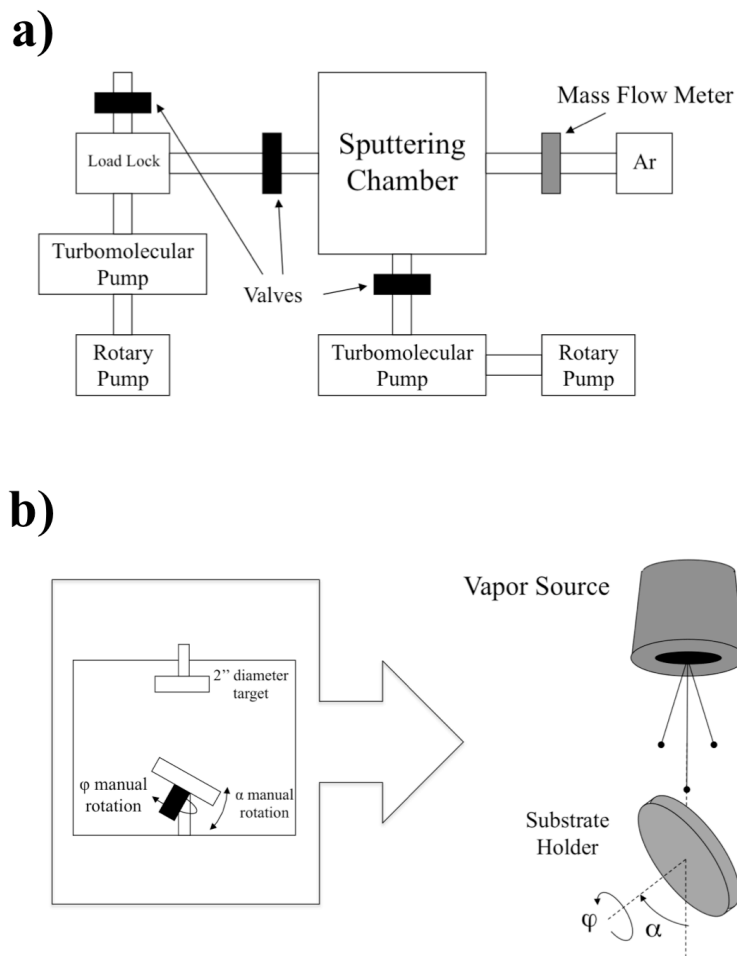 a)
Mass Flow Meter
Load Lock
Sputtering
Chamber
Ar
Turbomolecular
Pump
Valves
Rotary
Pump
Turbomolecular
Pump
Rotary
Pump
b)
Vapor Source
2’’ diameter
target
φ manual
rotation
α manual
rotation
Substrate
Holder
φ
α